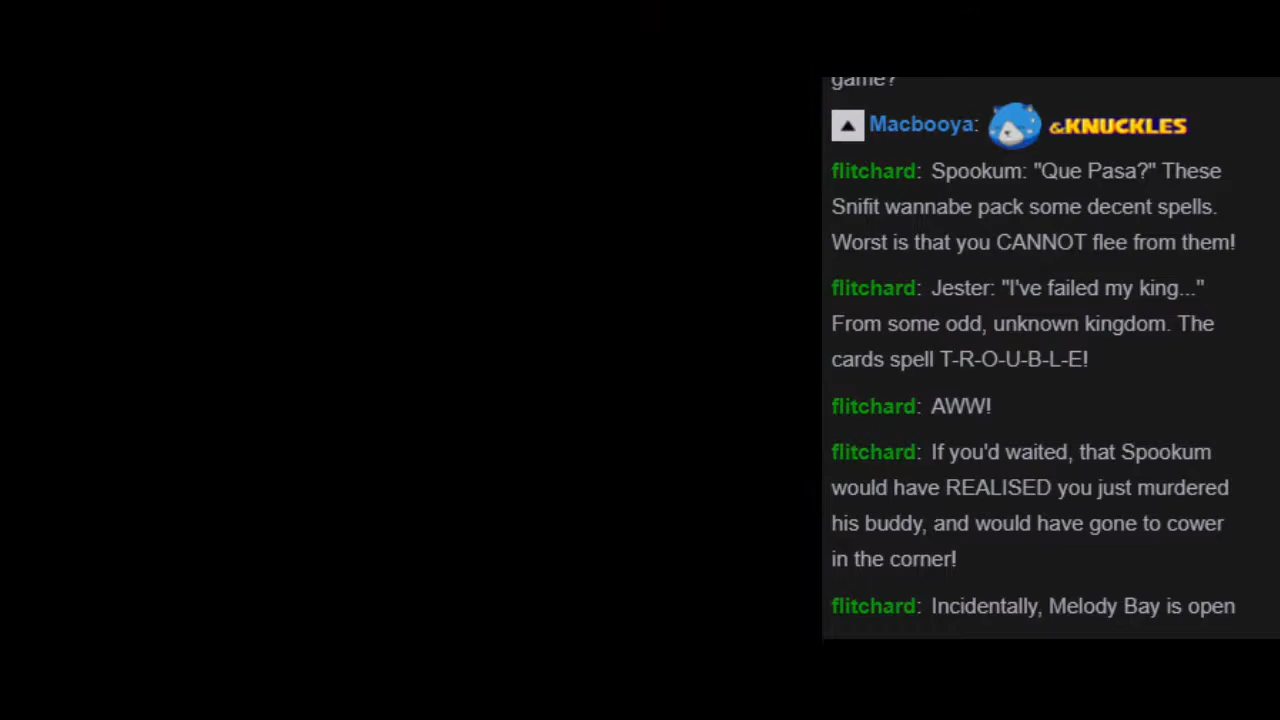 game?
Macbooya: &KNUCKLES
flitchard: Spookum: "Que Pasa?" These
Snifit wannabe pack some decent spells.
Worst is that you CANNOT flee from them!
flitchard: Jester: "I've failed my king..."
From some odd, unknown kingdom. The
cards spell T-R-O-U-B-L-E!
flitchard: AWW!
flitchard: If you'd waited, that Spookum
would have REALISED you just murdered
his buddy, and would have gone to cower
in the corner!
flitchard: Incidentally, Melody Bay is open